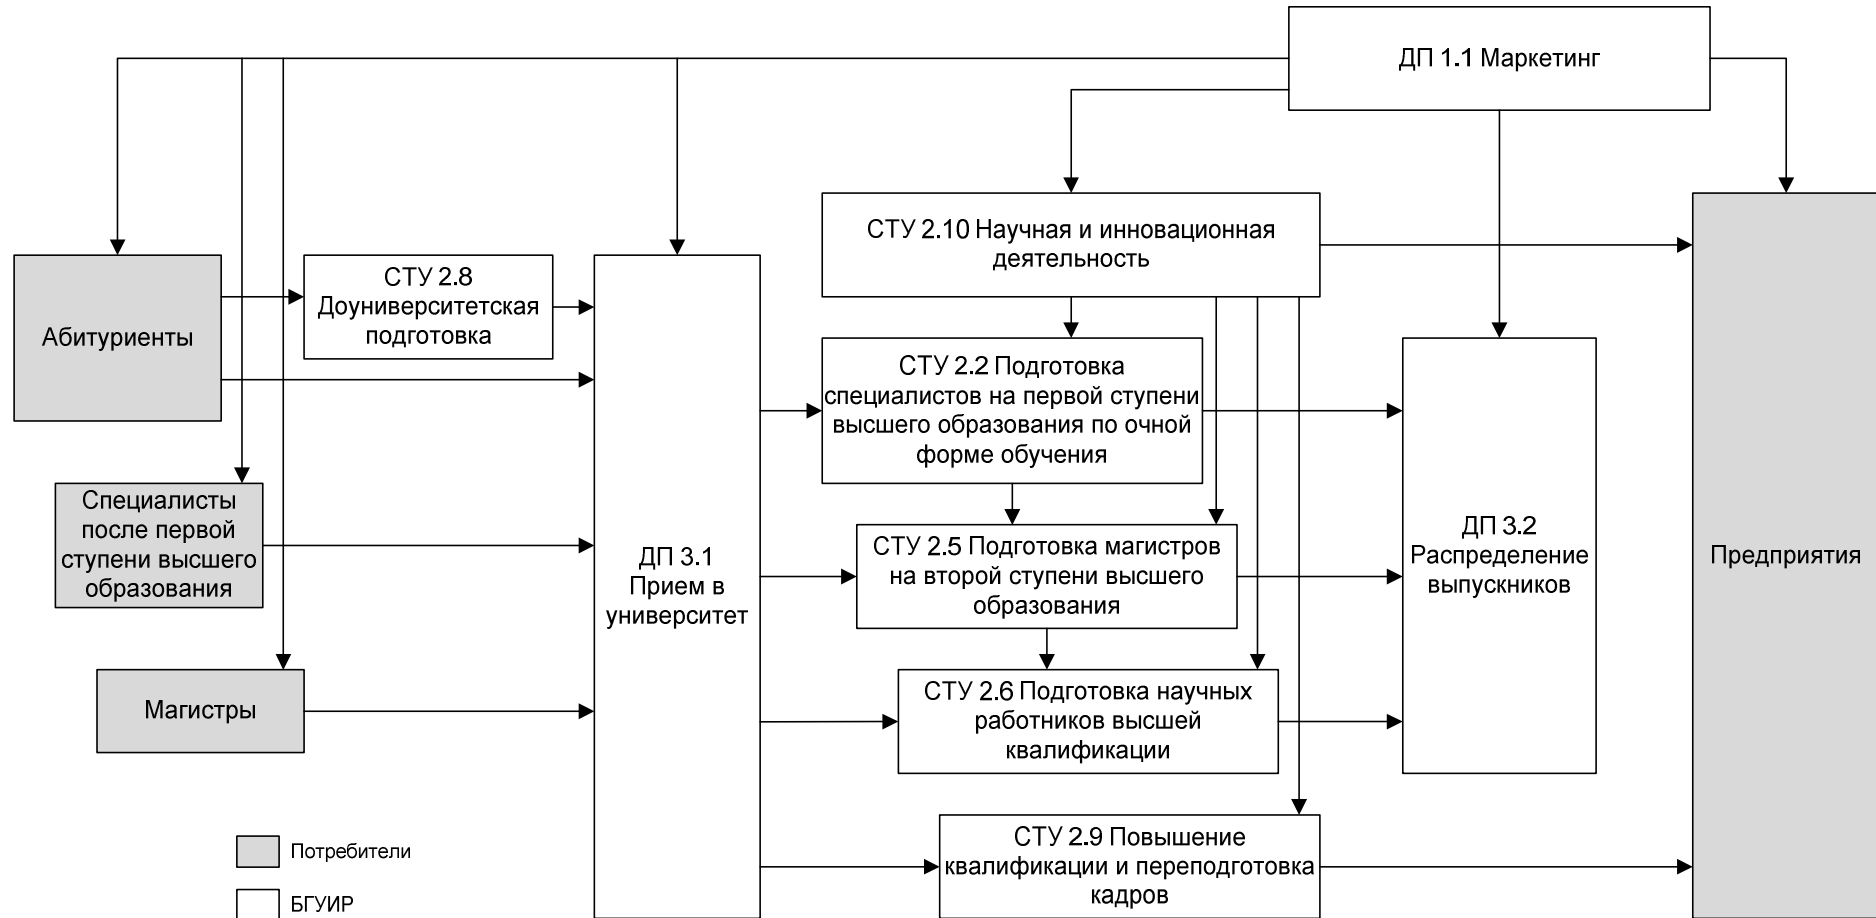 ДП 1.1 Маркетинг
СТУ 2.10 Научная и инновационная
деятельность
СТУ 2.8
Доуниверситетская
подготовка
Абитуриенты
СТУ 2.2 Подготовка
специалистов на первой ступени
высшего образования по очной
форме обучения
Специалисты
после первой
ступени высшего
образования
ДП 3.1
Прием в
университет
СТУ 2.5 Подготовка магистров
на второй ступени высшего
образования
ДП 3.2
Распределение
выпускников
Предприятия
Магистры
СТУ 2.6 Подготовка научных
работников высшей
квалификации
СТУ 2.9 Повышение
квалификации и переподготовка
кадров
Потребители
БГУИР